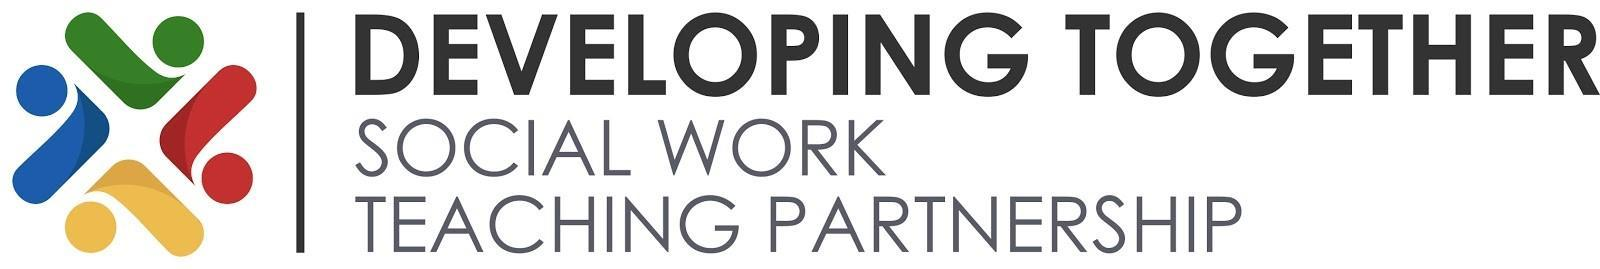 DEVELOPING TOGETHER
SOCIAL WORK
TEACHING PARTNERSHIP